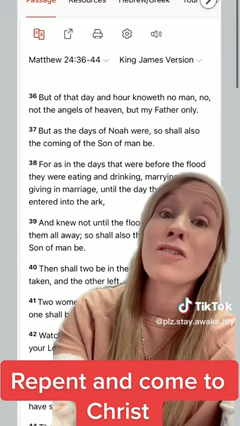 Passage Resources Hebrew/Greek
Matthew 24:36-44 King James Version
36 But of that day and hour knoweth no man, no,
not the angels of heaven, but my Father only.
37 But as the days of Noah were, so shall also
the coming of the Son of man be.
38 For as in the days that were before the flood
they were eating and drinking, marrying
giving in marriage, until the day
entered into the ark,
39 And knew not until the
them all away; so shall also
Son of man be.
40 Then shall two be in the
taken, and the other left.
41 Two
one shall
42
your
TikTok
@plz.stay.awake.itty
Repent and come to
Christ
have
44